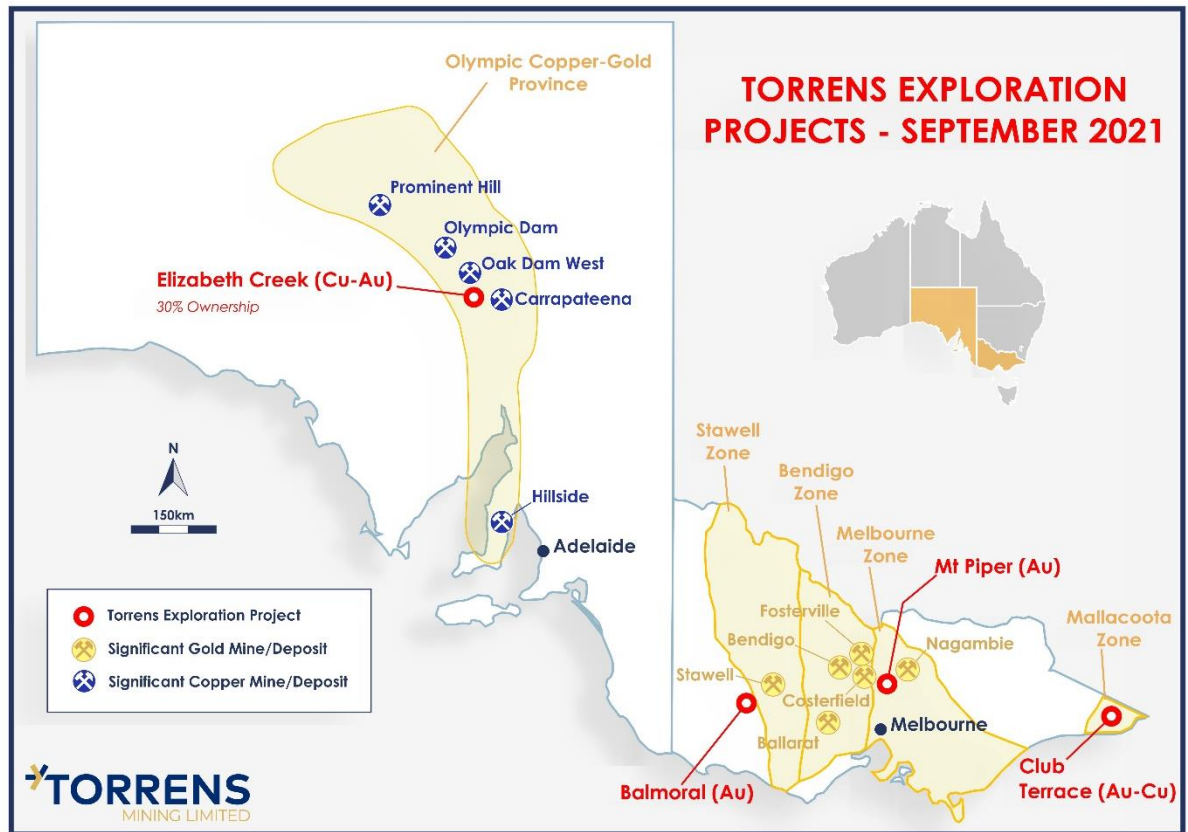 TORRENS EXPLORATION
PROJECTS - SEPTEMBER 2021
Olympic Copper-Gold
Province
Prominent Hill
Olympic Dam
Oak Dam West
Elizabeth Creek (Cu-Au)
30% Ownership
Carrapateena
N
150km
Hillside
Adelaide
Torrens Exploration Project
Significant Gold Mine/Deposit
Significant Copper Mine/Deposit
Stawell
Zone
Bendigo
Zone
Melbourne
Zone
Mt Piper (Au)
Mallacoota
Zone
Fosterville
Bendigo
Nagambie
Stawell
Costerfield
Ballarat
Melbourne
Balmoral (Au)
Club
Terrace (Au-Cu)
TORRENS
MINING LIMITED